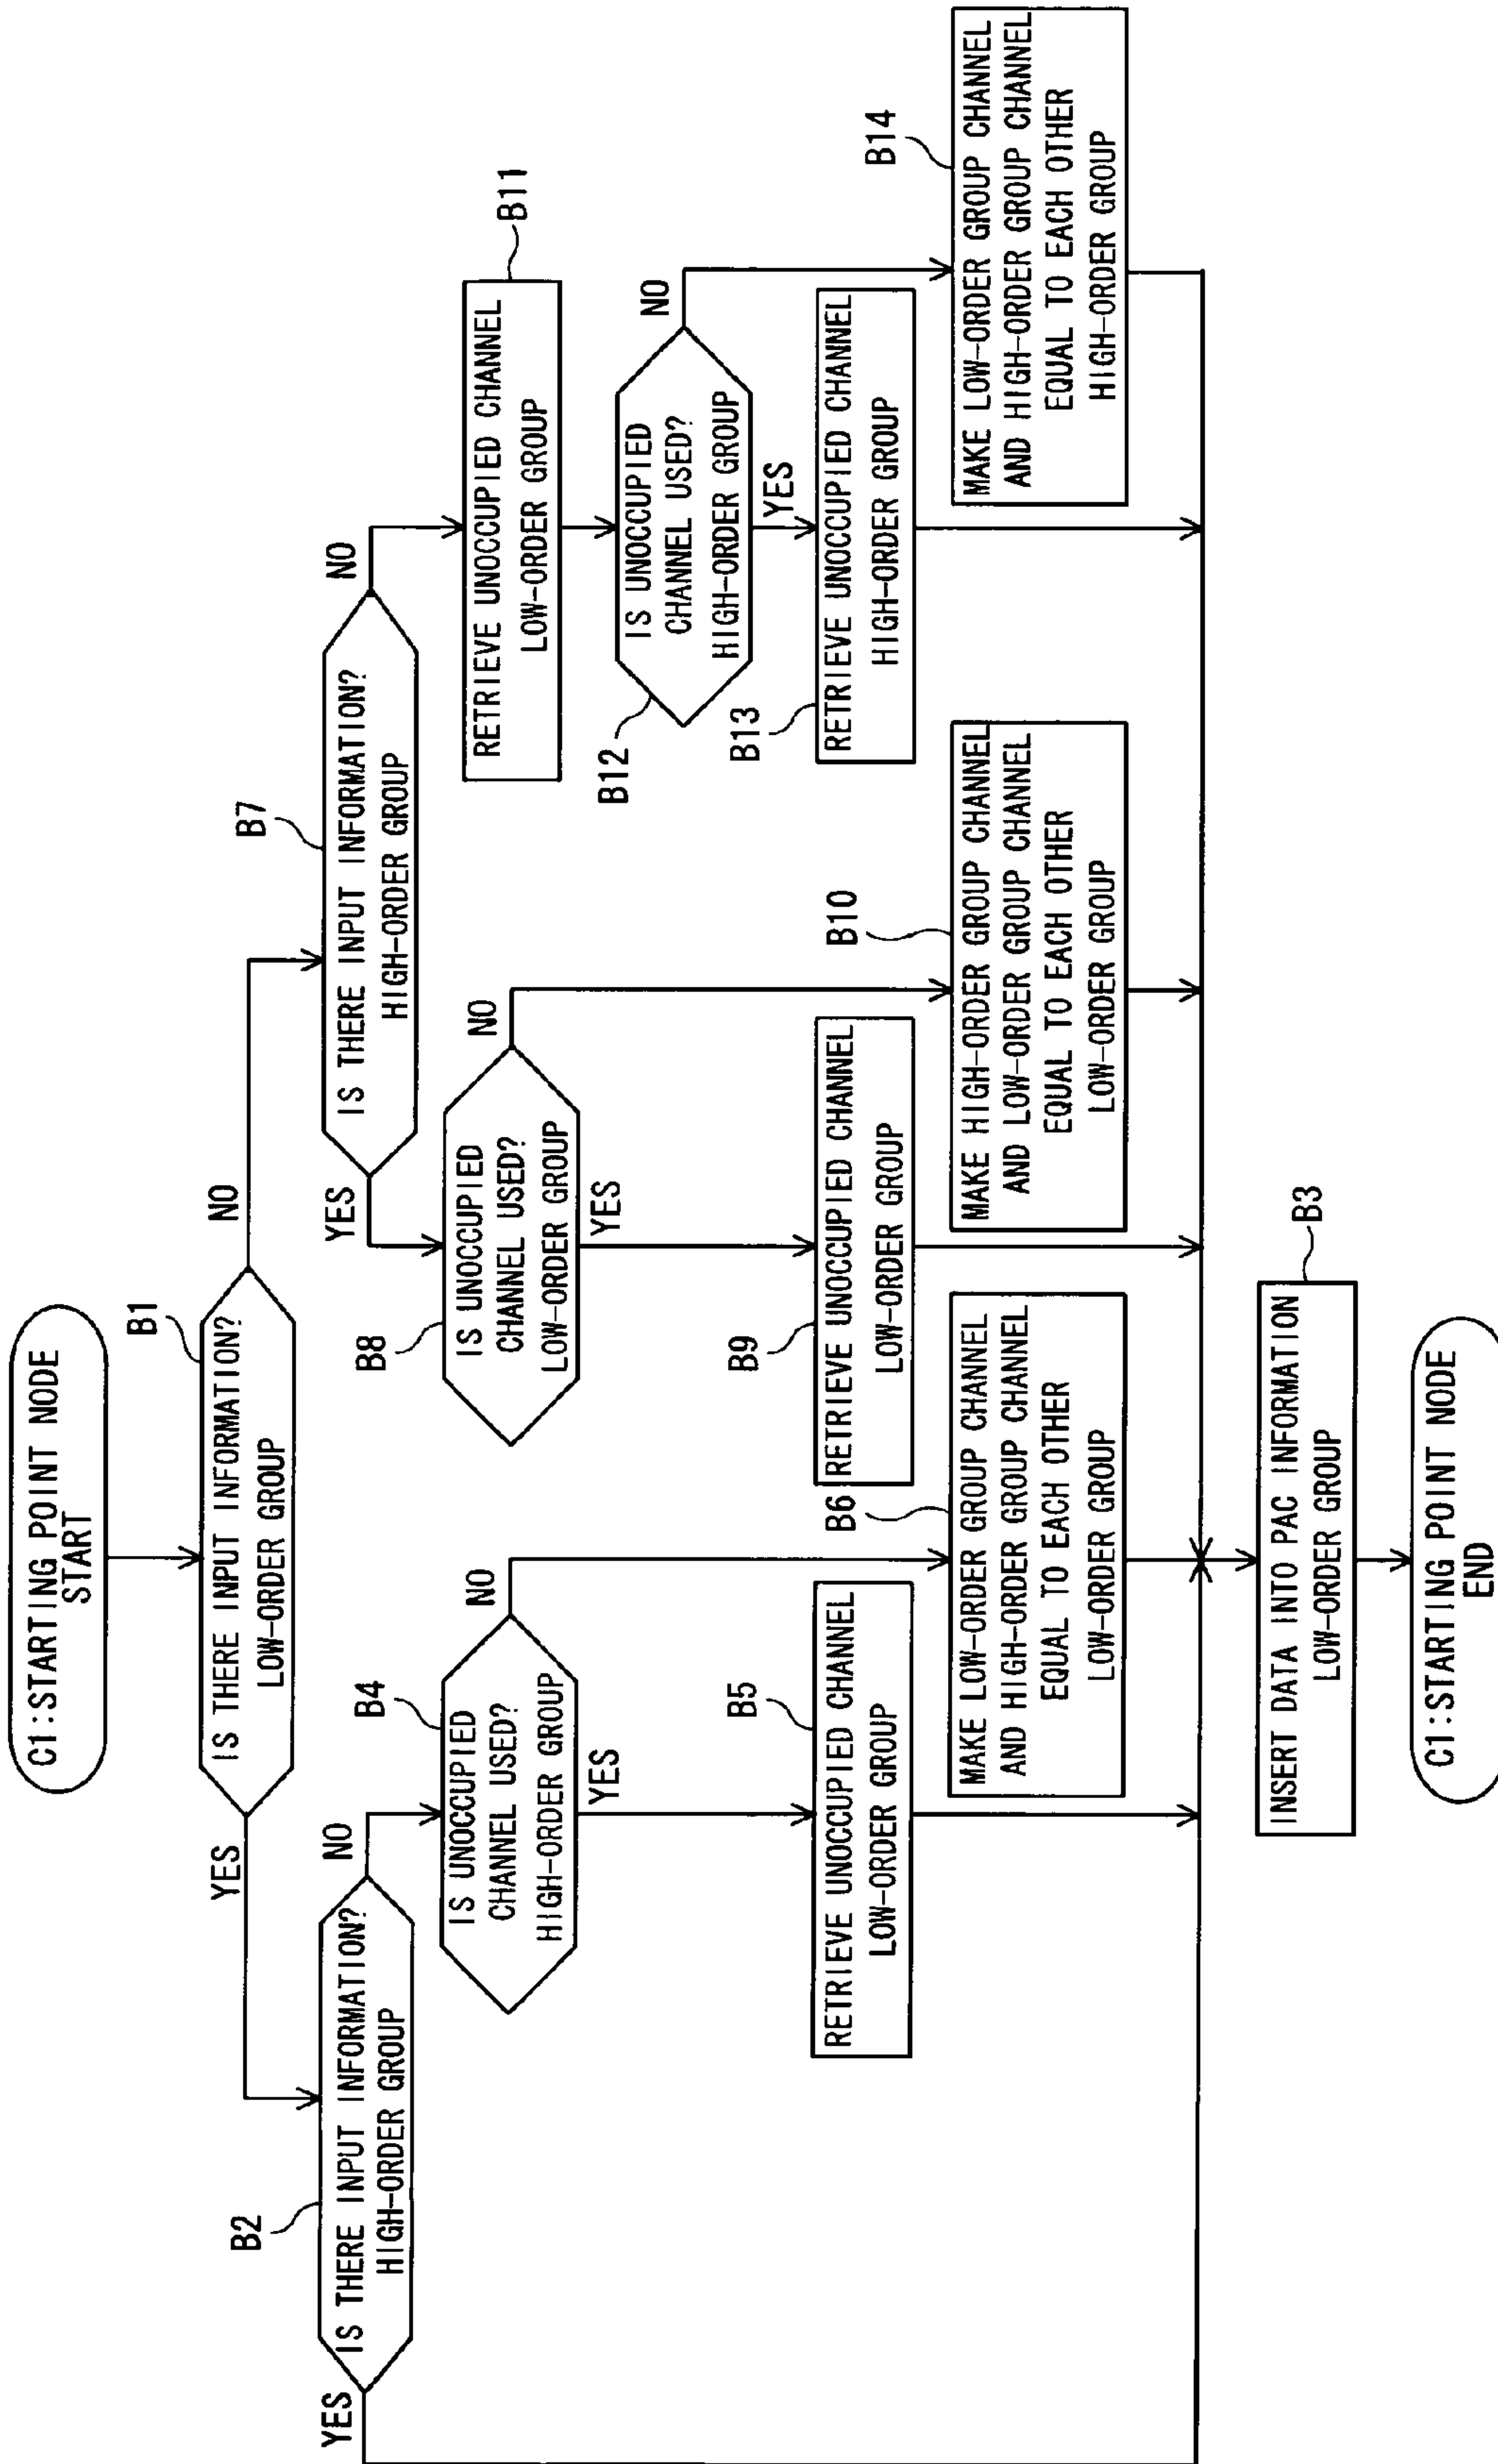 C1:STARTING POINT NODE
START
B1
IS THERE INPUT INFORMATION?
LOW-ORDER GROUP
YES
NO
B2
IS THERE INPUT INFORMATION?
HIGH-ORDER GROUP
YES
NO
B7
IS THERE INPUT INFORMATION?
HIGH-ORDER GROUP
YES
NO
B4
IS UNOCCUPIED
CHANNEL USED?
HIGH-ORDER GROUP
YES
NO
B8
IS UNOCCUPIED
CHANNEL USED?
LOW-ORDER GROUP
YES
NO
B11
RETRIEVE UNOCCUPIED CHANNEL
LOW-ORDER GROUP
B12
IS UNOCCUPIED
CHANNEL USED?
HIGH-ORDER GROUP
YES
NO
B5
RETRIEVE UNOCCUPIED CHANNEL
LOW-ORDER GROUP
B9
RETRIEVE UNOCCUPIED CHANNEL
LOW-ORDER GROUP
B13
RETRIEVE UNOCCUPIED CHANNEL
HIGH-ORDER GROUP
B6
MAKE LOW-ORDER GROUP CHANNEL
AND HIGH-ORDER GROUP CHANNEL
EQUAL TO EACH OTHER
LOW-ORDER GROUP
B10
MAKE HIGH-ORDER GROUP CHANNEL
AND LOW-ORDER GROUP CHANNEL
EQUAL TO EACH OTHER
LOW-ORDER GROUP
B14
MAKE LOW-ORDER GROUP CHANNEL
AND HIGH-ORDER GROUP CHANNEL
EQUAL TO EACH OTHER
HIGH-ORDER GROUP
B3
INSERT DATA INTO PAC INFORMATION
LOW-ORDER GROUP
C1:STARTING POINT NODE
END